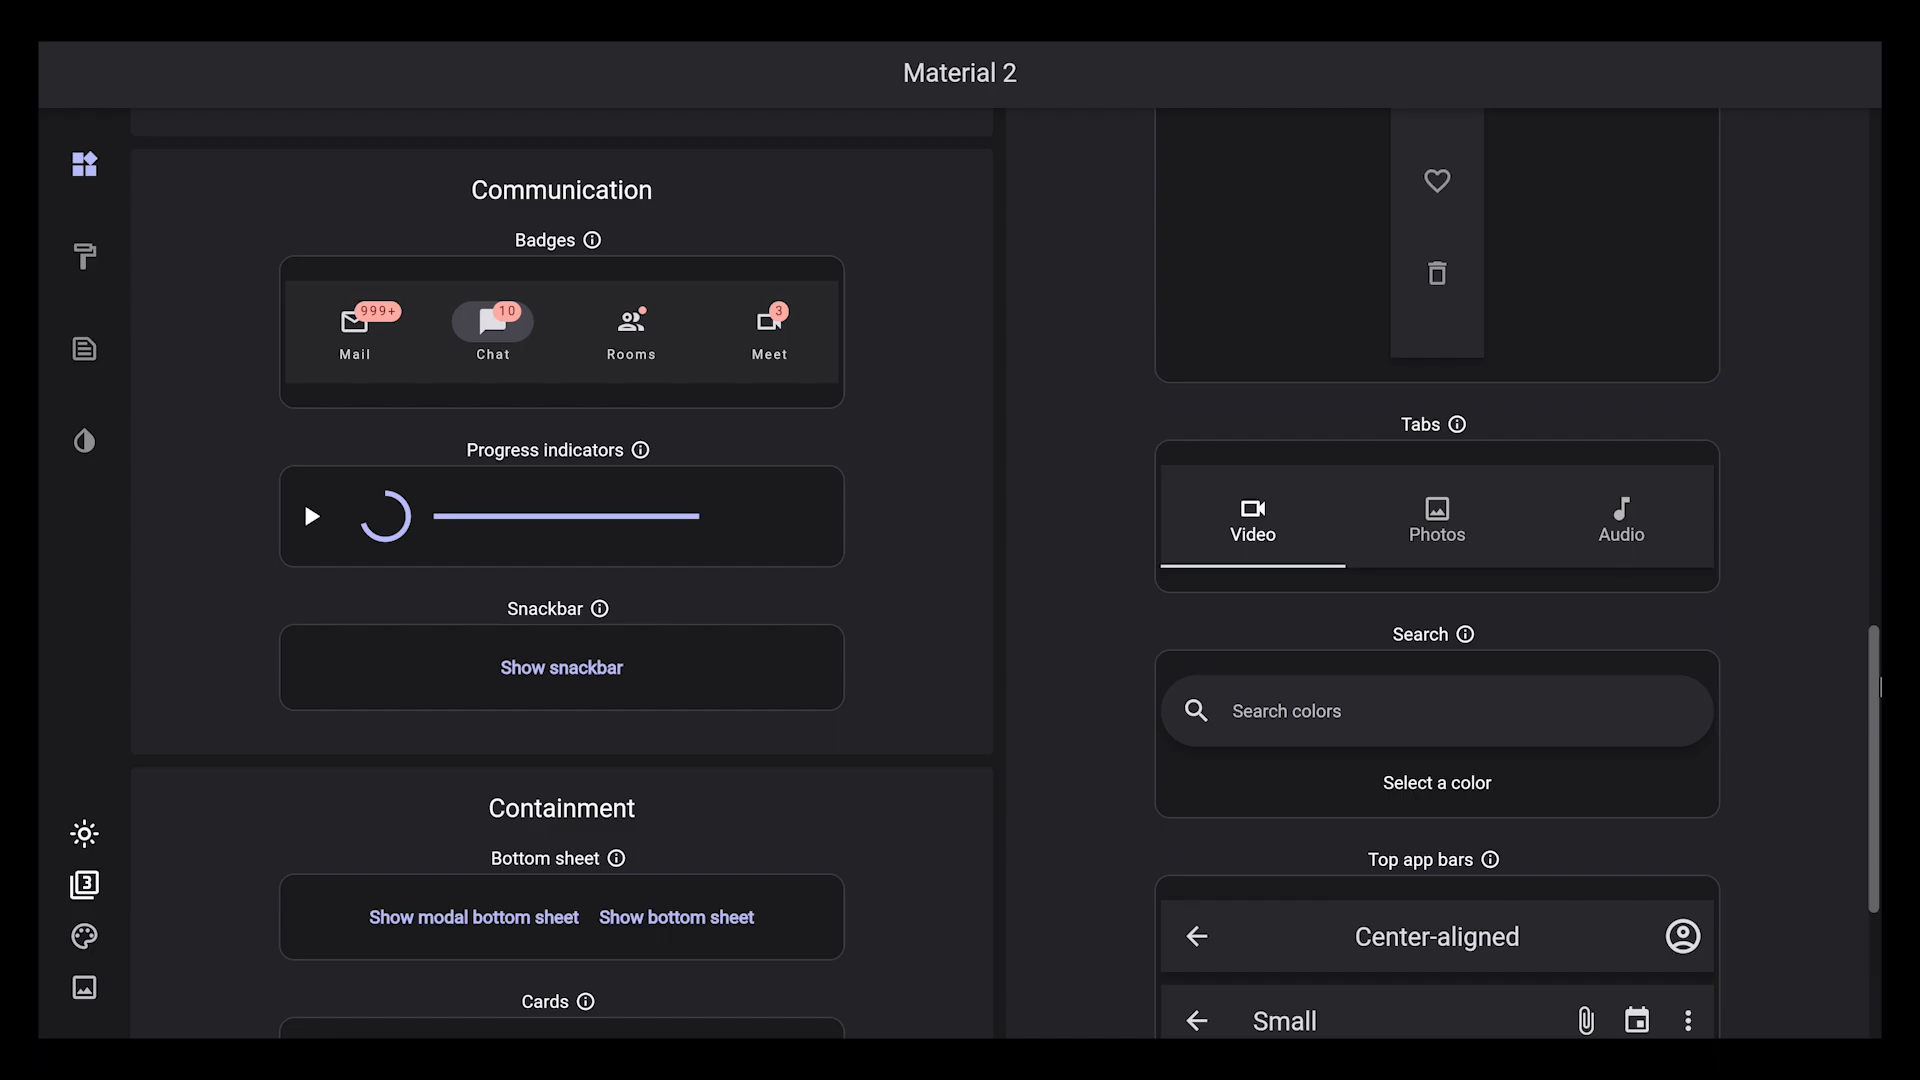 Material 2
Communication
Badges
999+
10
3
Mail
Chat
Rooms
Meet
Progress indicators
Snackbar
Show snackbar
Containment
Bottom sheet
Show modal bottom sheet
Show bottom sheet
Cards
3
Tabs
Video
Photos
Audio
Search
Search colors
Select a color
Top app bars
Center-aligned
Small